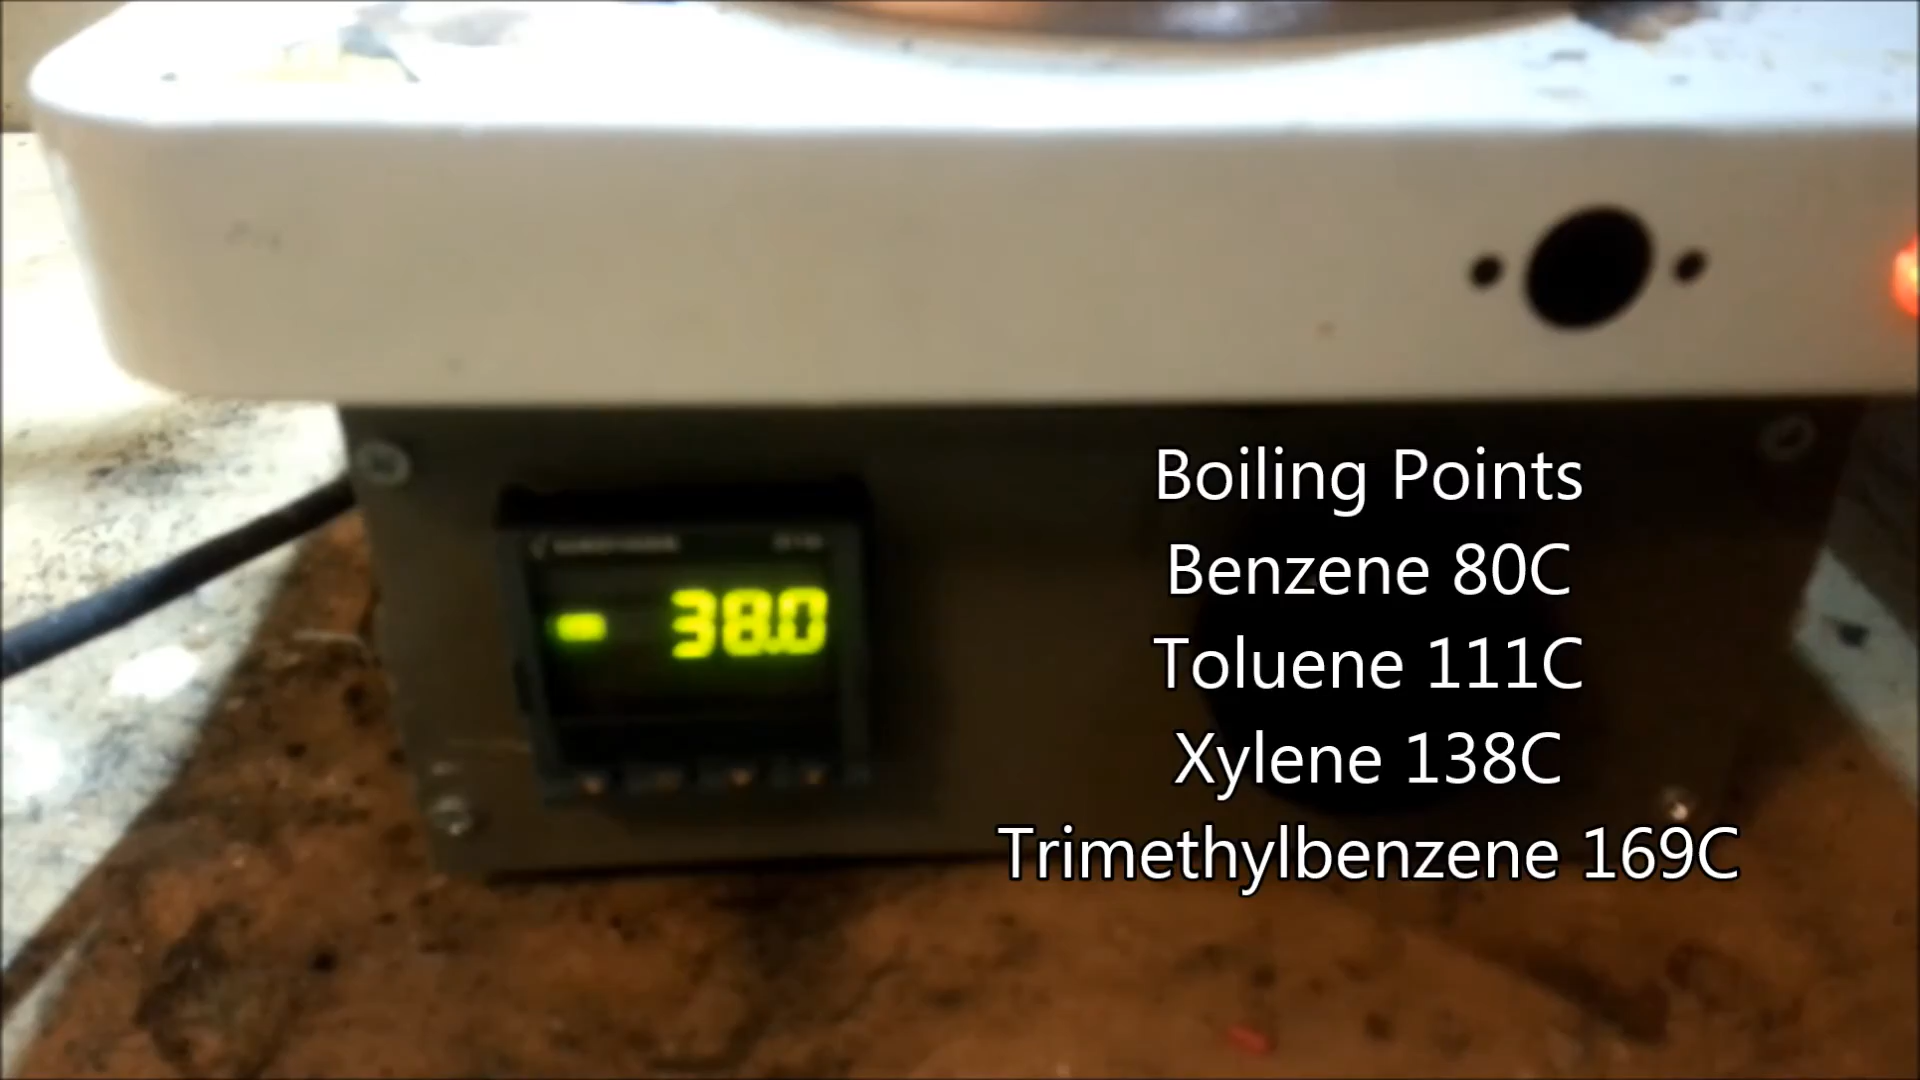 38.0
Boiling Points
Benzene 80C
Toluene 111C
Xylene 138C
Trimethylbenzene 169C